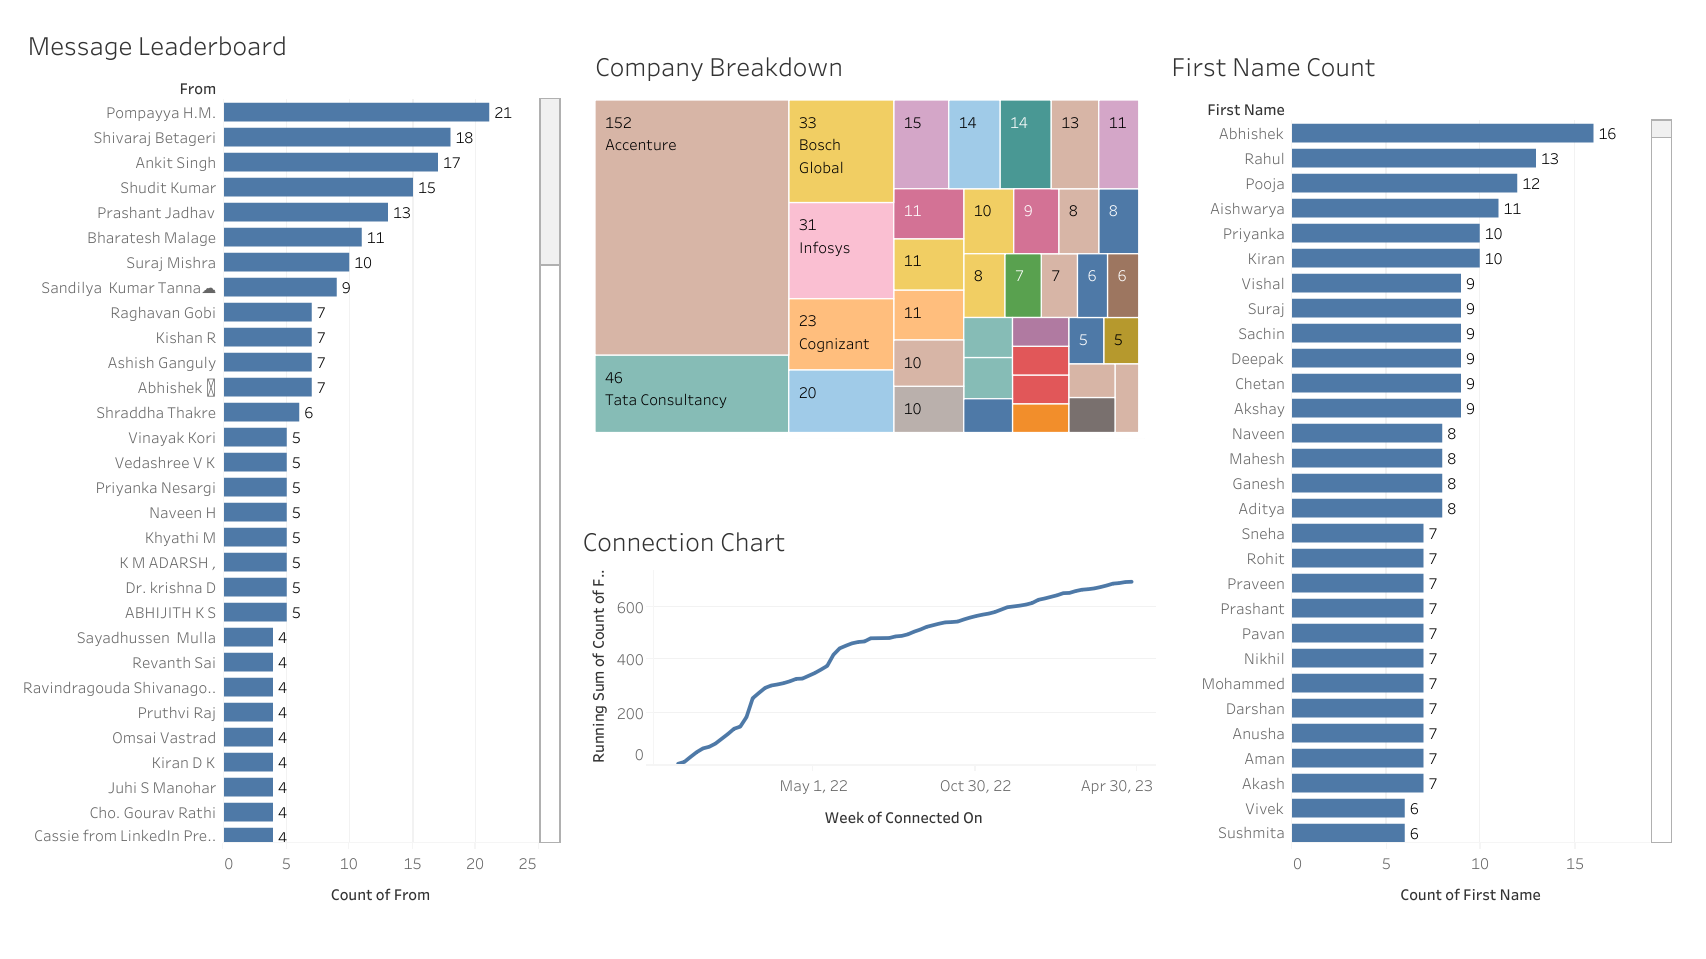 Message Leaderboard
From
Pompayya H.M. 21
Shivaraj Betageri 18
Ankit Singh 17
Shudit Kumar 15
Prashant Jadhav 13
Bharatesh Malage 11
Suraj Mishra 10
Sandilya Kumar Tanna☁ 9
Raghavan Gobi 7
Kishan R 7
Ashish Ganguly 7
Abhishek 7
Shraddha Thakre 6
Vinayak Kori 5
Vedashree V K 5
Priyanka Nesargi 5
Naveen H 5
Khyathi M 5
K M ADARSH , 5
Dr. krishna D 5
ABHIJITH K S 5
Sayadhussen Mulla 4
Revanth Sai 4
Ravindragouda Shivanago.. 4
Pruthvi Raj 4
Omsai Vastrad 4
Kiran D K 4
Juhi S Manohar 4
Cho. Gourav Rathi 4
Cassie from LinkedIn Pre.. 4
0 5 10 15 20 25
Count of From
Company Breakdown
152
Accenture
46
Tata Consultancy
33
Bosch
Global
31
Infosys
23
Cognizant
20
15 14 14 13 11
11 10 9 8 8
11
8 7 7 6 6
11
5 5
10
10
Connection Chart
Running Sum of Count of F..
600
400
200
0
May 1, 22 Oct 30, 22 Apr 30, 23
Week of Connected On
First Name Count
First Name
Abhishek 16
Rahul 13
Pooja 12
Aishwarya 11
Priyanka 10
Kiran 10
Vishal 9
Suraj 9
Sachin 9
Deepak 9
Chetan 9
Akshay 9
Naveen 8
Mahesh 8
Ganesh 8
Aditya 8
Sneha 7
Rohit 7
Praveen 7
Prashant 7
Pavan 7
Nikhil 7
Mohammed 7
Darshan 7
Anusha 7
Aman 7
Akash 7
Vivek 6
Sushmita 6
0 5 10 15
Count of First Name